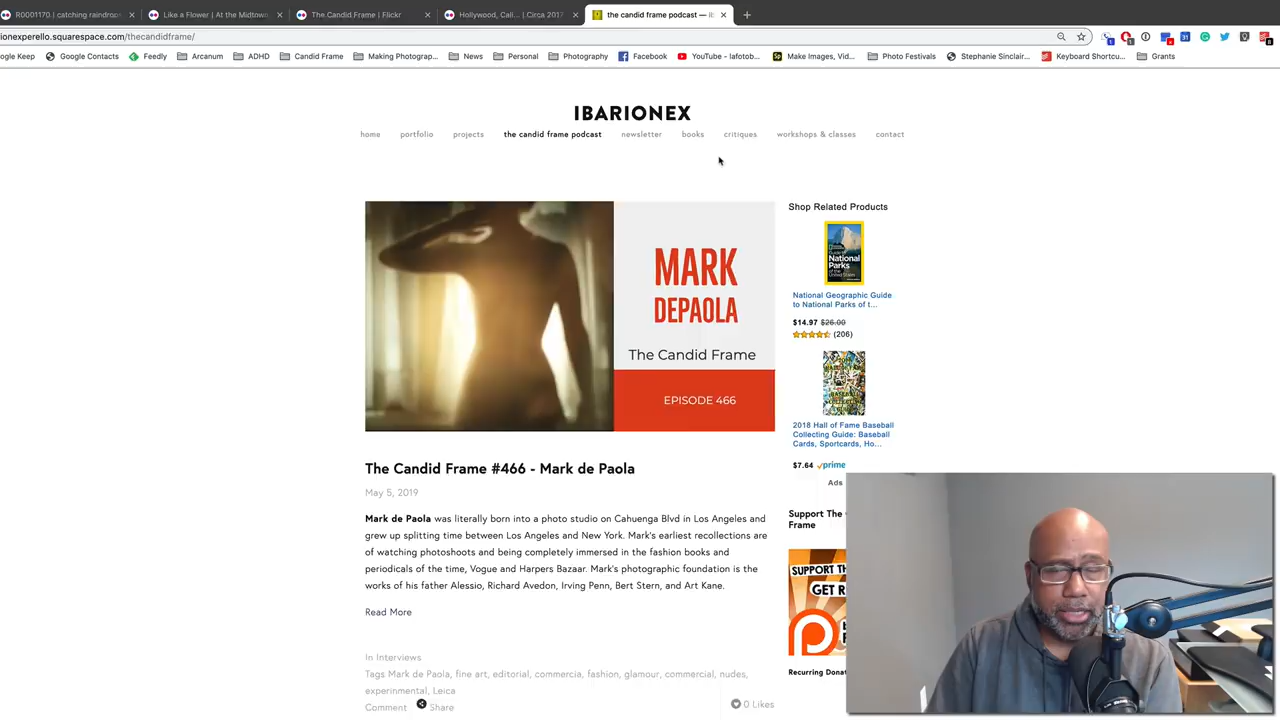 R0001170.| catching raindrops
Like a Flower | At the Midtown
The Candid Frame | Flickr
Hollywood, Cali... | Circa 201?
the candid frame podcast —
ionexperello.squarespace.com/thecandidframe/
ogle Keep
Google Contacts
Feedly
Arcanum
ADHD
Candid Frame
Making Photograp...
News
Personal
Photography
Facebook
YouTube - lafotob...
Make Images, Vid...
Photo Festivals
Stephanie Sinclair...
Keyboard Shortcu...
Grants
IBARIONEX
home
portfolio
projects
the candid frame podcast
newsletter
books
critiques
workshops & classes
contact
MARK
DEPAOLA
The Candid Frame
EPISODE 466
The Candid Frame #466 - Mark de Paola
May 5, 2019
Mark de Paola was literally born into a photo studio on Cahuenga Blvd in Los Angeles and
grew up splitting time between Los Angeles and New York. Mark's earliest recollections are
of watching photoshoots and being completely immersed in the fashion books and
periodicals of the time, Vogue and Harpers Bazaar. Mark's photographic foundation is the
works of his father Alessio, Richard Avedon, Irving Penn, Bert Stern, and Art Kane.
Read More
In Interviews
Tags Mark de Paola, fine art, editorial, commercia, fashion, glamour, commercial, nudes,
experinmental, Leica
Comment
Share
0 Likes
Shop Related Products
National Parks
National Geographic Guide
to National Parks of t...
$14.97 $26.00
(206)
2018 Hall of Fame Baseball
Collecting Guide: Baseball
Cards, Sportcards, Ho...
$7.64 prime
Ads
Support The
Frame
SUPPORT TH
GET R
Recurring Donat